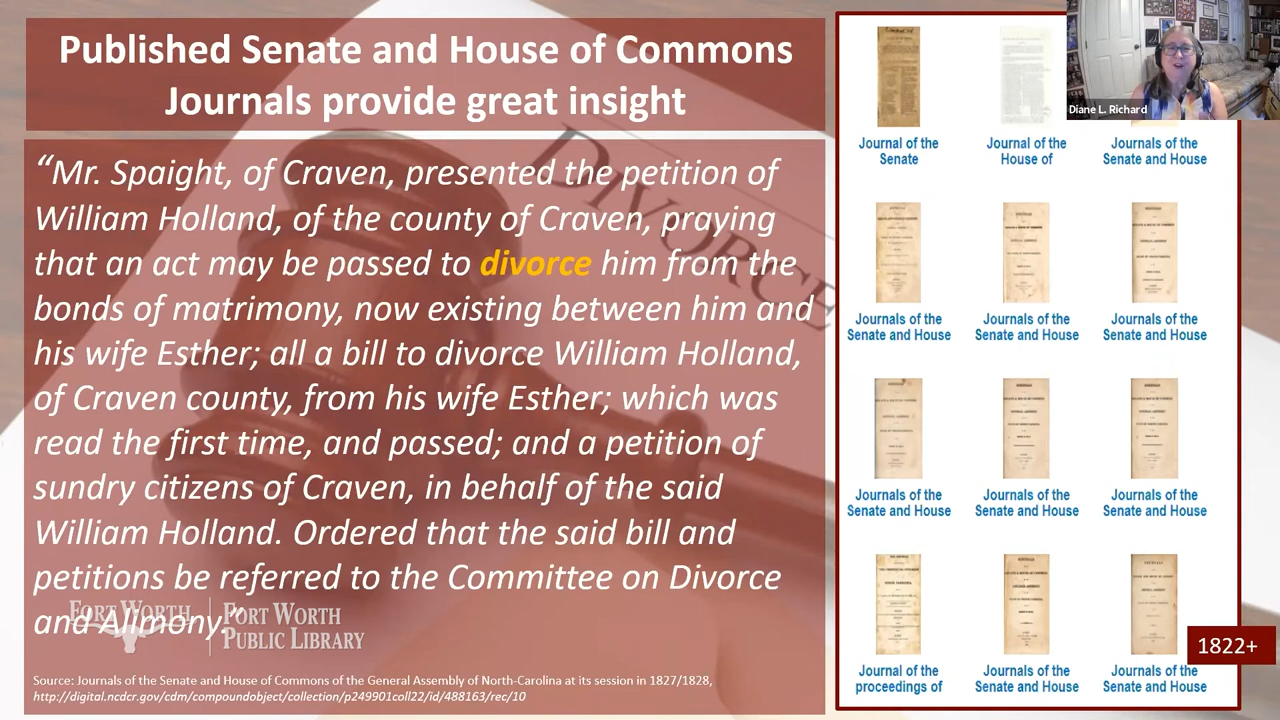 Published Senate and House of Commons
Journals provide great insight
“Mr. Spaight, of Craven, presented the petition of
William Holland, of the county of Craven, praying
that an act may be passed to divorce him from the
bonds of matrimony, now existing between him and
his wife Esther; all a bill to divorce William Holland,
of Craven county, from his wife Esther; which was
read the first time, and passed; and a petition of
sundry citizens of Craven, in behalf of the said
William Holland. Ordered that the said bill and
petitions be referred to the Committee on Divorce
and Alimony.”
FORT WORTH
FORT WORTH
PUBLIC LIBRARY
Source: Journals of the Senate and House of Commons of the General Assembly of North-Carolina at its session in 1827/1828,
http://digital.ncdcr.gov/cdm/compoundobject/collection/p249901coll22/id/488163/rec/10
DIVORCE
Diane L. Richard
Journal of the
Senate
Journal of the
House of
Journals of the
Senate and House
Journals of the
Senate and House
Journals of the
Senate and House
Journals of the
Senate and House
Journals of the
Senate and House
Journals of the
Senate and House
Journals of the
Senate and House
Journal of the
proceedings of
Journals of the
Senate and House
Journals of the
Senate and House
1822+